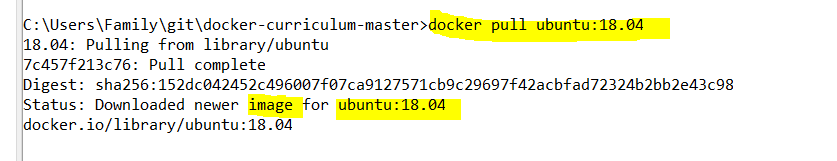 C:\Users\Family\git\docker-curriculum-master>docker pull ubuntu:18.04
18.04: Pulling from library/ubuntu
7c457f213c76: Pull complete
Digest: sha256:152dc042452c496007f07ca9127571cb9c29697f42acbfad72324b2bb2e43c98
Status: Downloaded newer image for ubuntu:18.04
docker.io/library/ubuntu:18.04